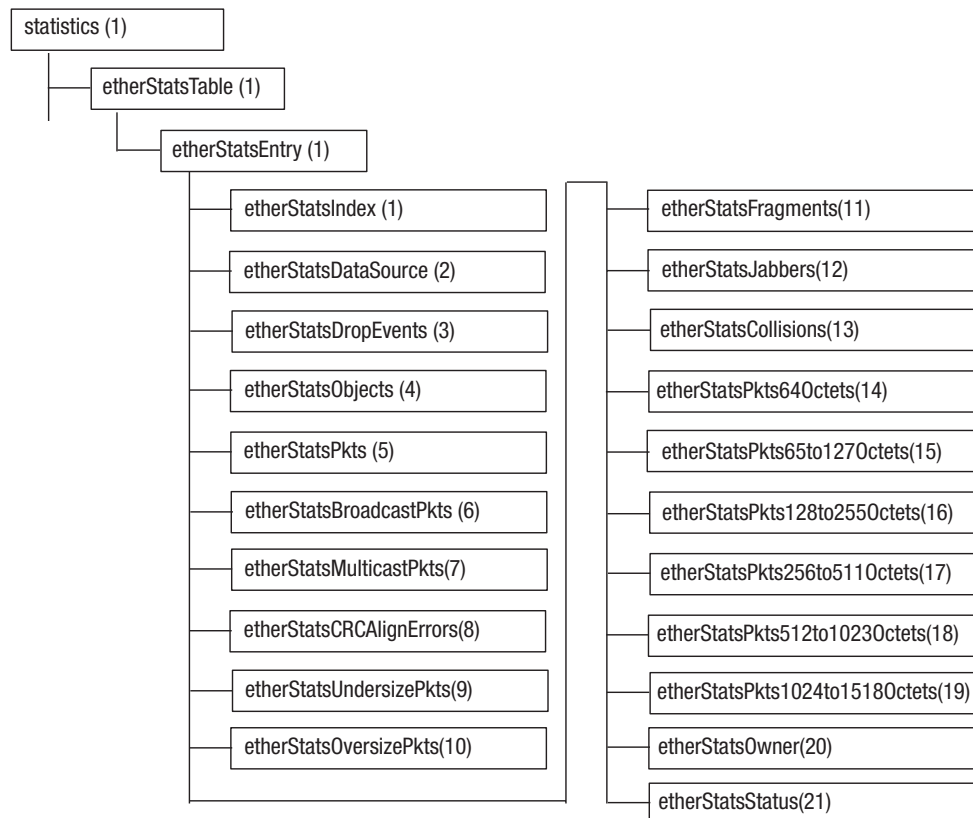 statistics (1)
etherStatsTable (1)
etherStatsEntry (1)
etherStatsIndex (1)
etherStatsDataSource (2)
etherStatsDropEvents (3)
etherStatsObjects (4)
etherStatsPkts (5)
etherStatsBroadcastPkts (6)
etherStatsMulticastPkts(7)
etherStatsCRCAlignErrors(8)
etherStatsUndersizePkts(9)
etherStatsOversizePkts(10)
etherStatsFragments(11)
etherStatsJabbers(12)
etherStatsCollisions(13)
etherStatsPkts64Octets(14)
etherStatsPkts65to127Octets(15)
etherStatsPkts128to255Octets(16)
etherStatsPkts256to511Octets(17)
etherStatsPkts512to1023Octets(18)
etherStatsPkts1024to1518Octets(19)
etherStatsOwner(20)
etherStatsStatus(21)